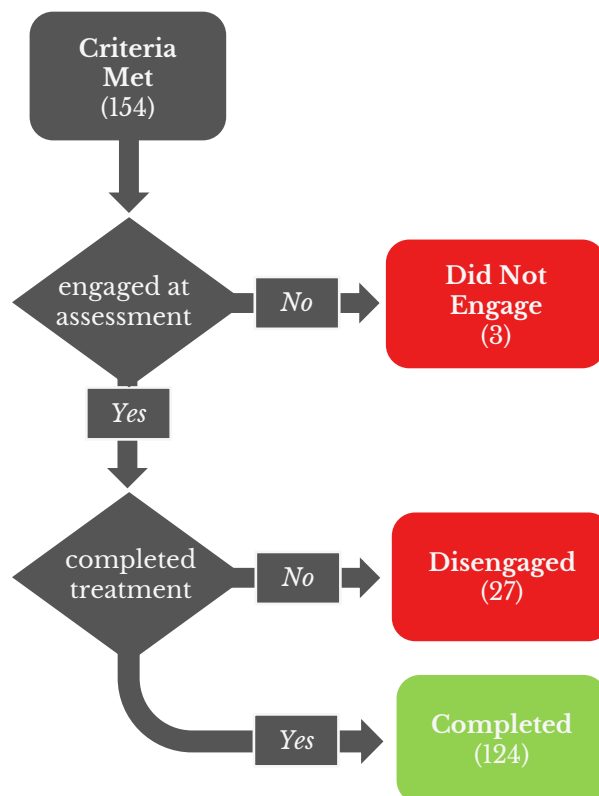 Criteria
Met
(154)
engaged at
assessment
No
Did Not
Engage
(3)
Yes
completed
treatment
No
Disengaged
(27)
Yes
Completed
(124)